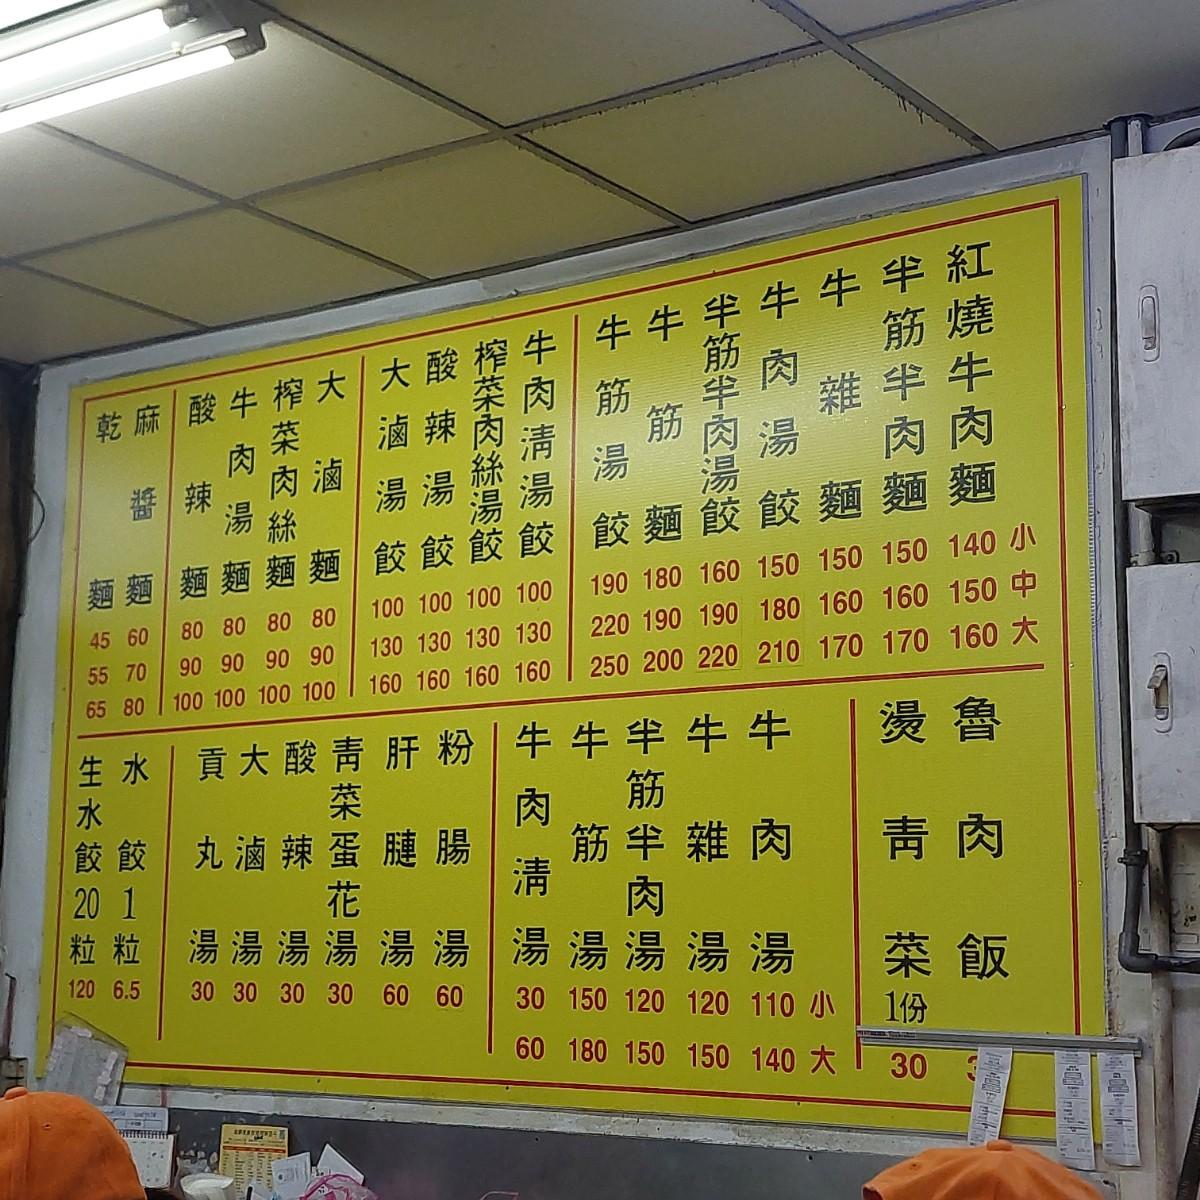 紅燒牛肉麵 140 150 160
半筋半肉麵 150 160 170
牛雜麵 150 160 170
牛肉湯餃 150 180 210
半筋半肉湯餃 160 190 220
牛筋麵 180 190 200
牛筋湯餃 190 220 250
小 中 大
牛肉清湯餃 100 130 160
榨菜肉絲湯餃 100 130 160
酸辣湯餃 100 130 160
大滷湯餃 100 130 160
大滷麵 80 90 100
榨菜肉絲麵 80 90 100
牛肉湯麵 80 90 100
酸辣麵 80 90 100
麻醬麵 60 70 80
乾麵 45 55 65
魯肉飯
燙青菜1份 30
牛肉湯 110 140
牛雜湯 120 150
半筋半肉湯 120 150
牛筋湯 150 180
牛肉清湯 30 60
小 大
粉腸湯 60
肝膁湯 60
青菜蛋花湯 30
酸辣湯 30
大滷湯 30
貢丸湯 30
水餃1粒 6.5
生水餃20粒 120